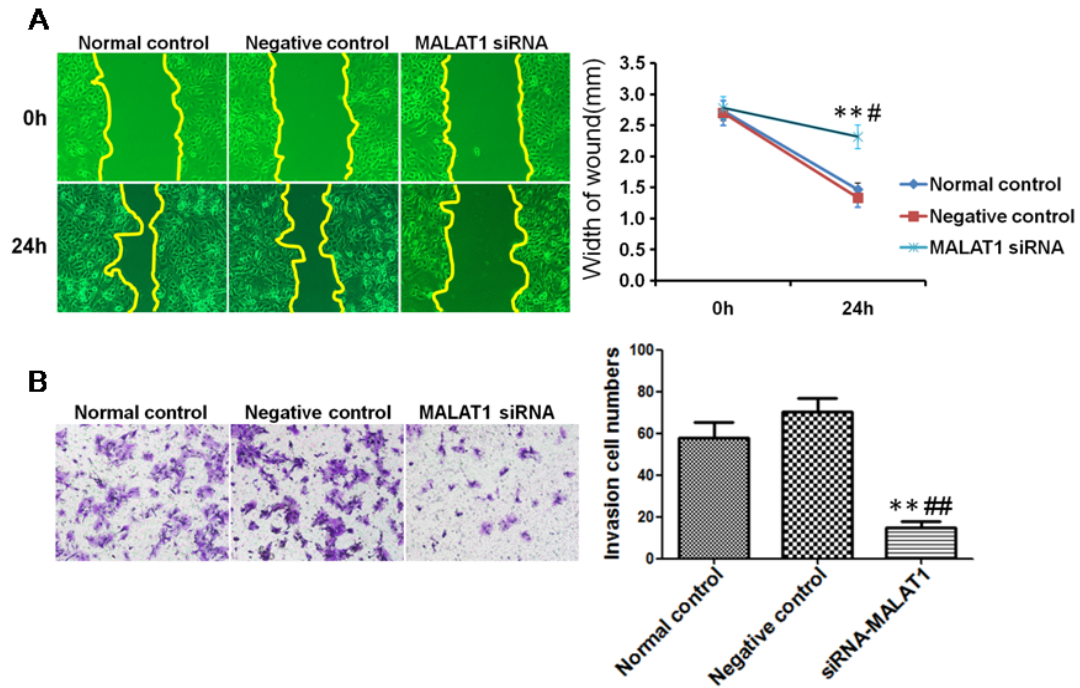 A
Normal control Negative control MALAT1 siRNA
0h
24h
Width of wound(mm)
3.5
3.0
2.5
2.0
1.5
1.0
0.5
0.0
**#
0h 24h
Normal control
Negative control
MALAT1 siRNA
B
Normal control Negative control MALAT1 siRNA
Invasion cell numbers
100
80
60
40
20
0
**##
Normal control
Negative control
siRNA-MALAT1